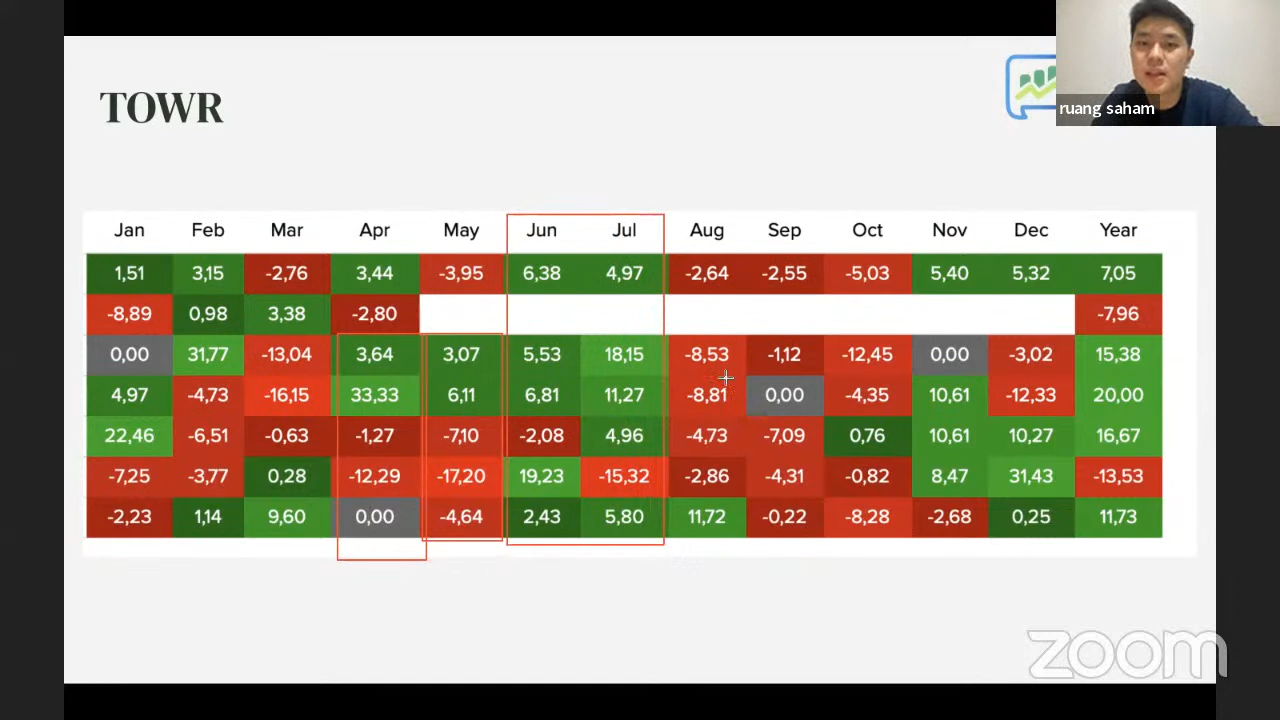 TOWR
ruang saham
Jan Feb Mar Apr May Jun Jul Aug Sep Oct Nov Dec Year
1,51 3,15 -2,76 3,44 -3,95 6,38 4,97 -2,64 -2,55 -5,03 5,40 5,32 7,05
-8,89 0,98 3,38 -2,80 -7,96
0,00 31,77 -13,04 3,64 3,07 5,53 18,15 -8,53 -1,12 -12,45 0,00 -3,02 15,38
4,97 -4,73 -16,15 33,33 6,11 6,81 11,27 -8,81 0,00 -4,35 10,61 -12,33 20,00
22,46 -6,51 -0,63 -1,27 -7,10 -2,08 4,96 -4,73 -7,09 0,76 10,61 10,27 16,67
-7,25 -3,77 0,28 -12,29 -17,20 19,23 -15,32 -2,86 -4,31 -0,82 8,47 31,43 -13,53
-2,23 1,14 9,60 0,00 -4,64 2,43 5,80 11,72 -0,22 -8,28 -2,68 0,25 11,73
zoom